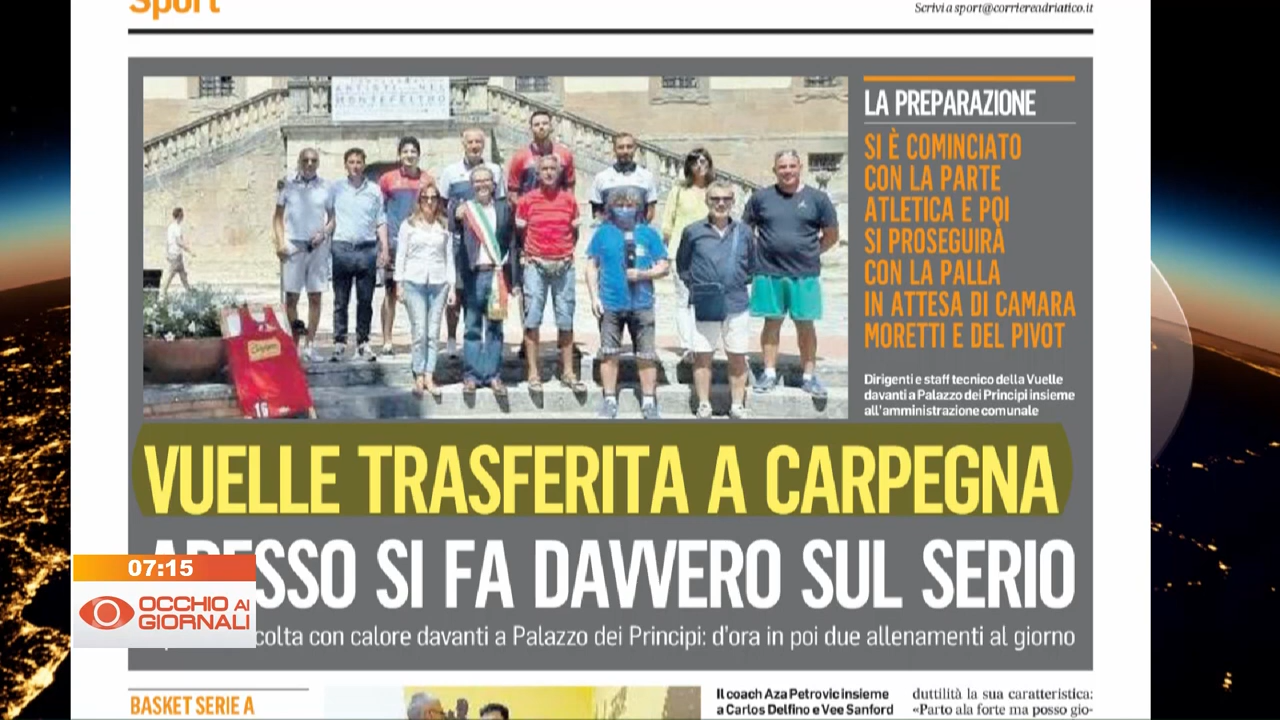 Sport
Scrivi a sport@corriereadriatico.it
MONTEFELTRO
16
LA PREPARAZIONE
SI È COMINCIATO
CON LA PARTE
ATLETICA E POI
SI PROSEGUIRÀ
CON LA PALLA
IN ATTESA DI CAMARA
MORETTI E DEL PIVOT
Dirigenti e staff tecnico della Vuelle
davanti a Palazzo dei Principi insieme
all'amministrazione comunale
VUELLE TRASFERITA A CARPEGNA
ADESSO SI FA DAVVERO SUL SERIO
colta con calore davanti a Palazzo dei Principi: d'ora in poi due allenamenti al giorno
07:15
OCCHIO AI
GIORNALI
BASKET SERIE A
Il coach Aza Petrovic insieme
a Carlos Delfino e Vee Sanford
duttilità la sua caratteristica:
«Parto ala forte ma posso gio-